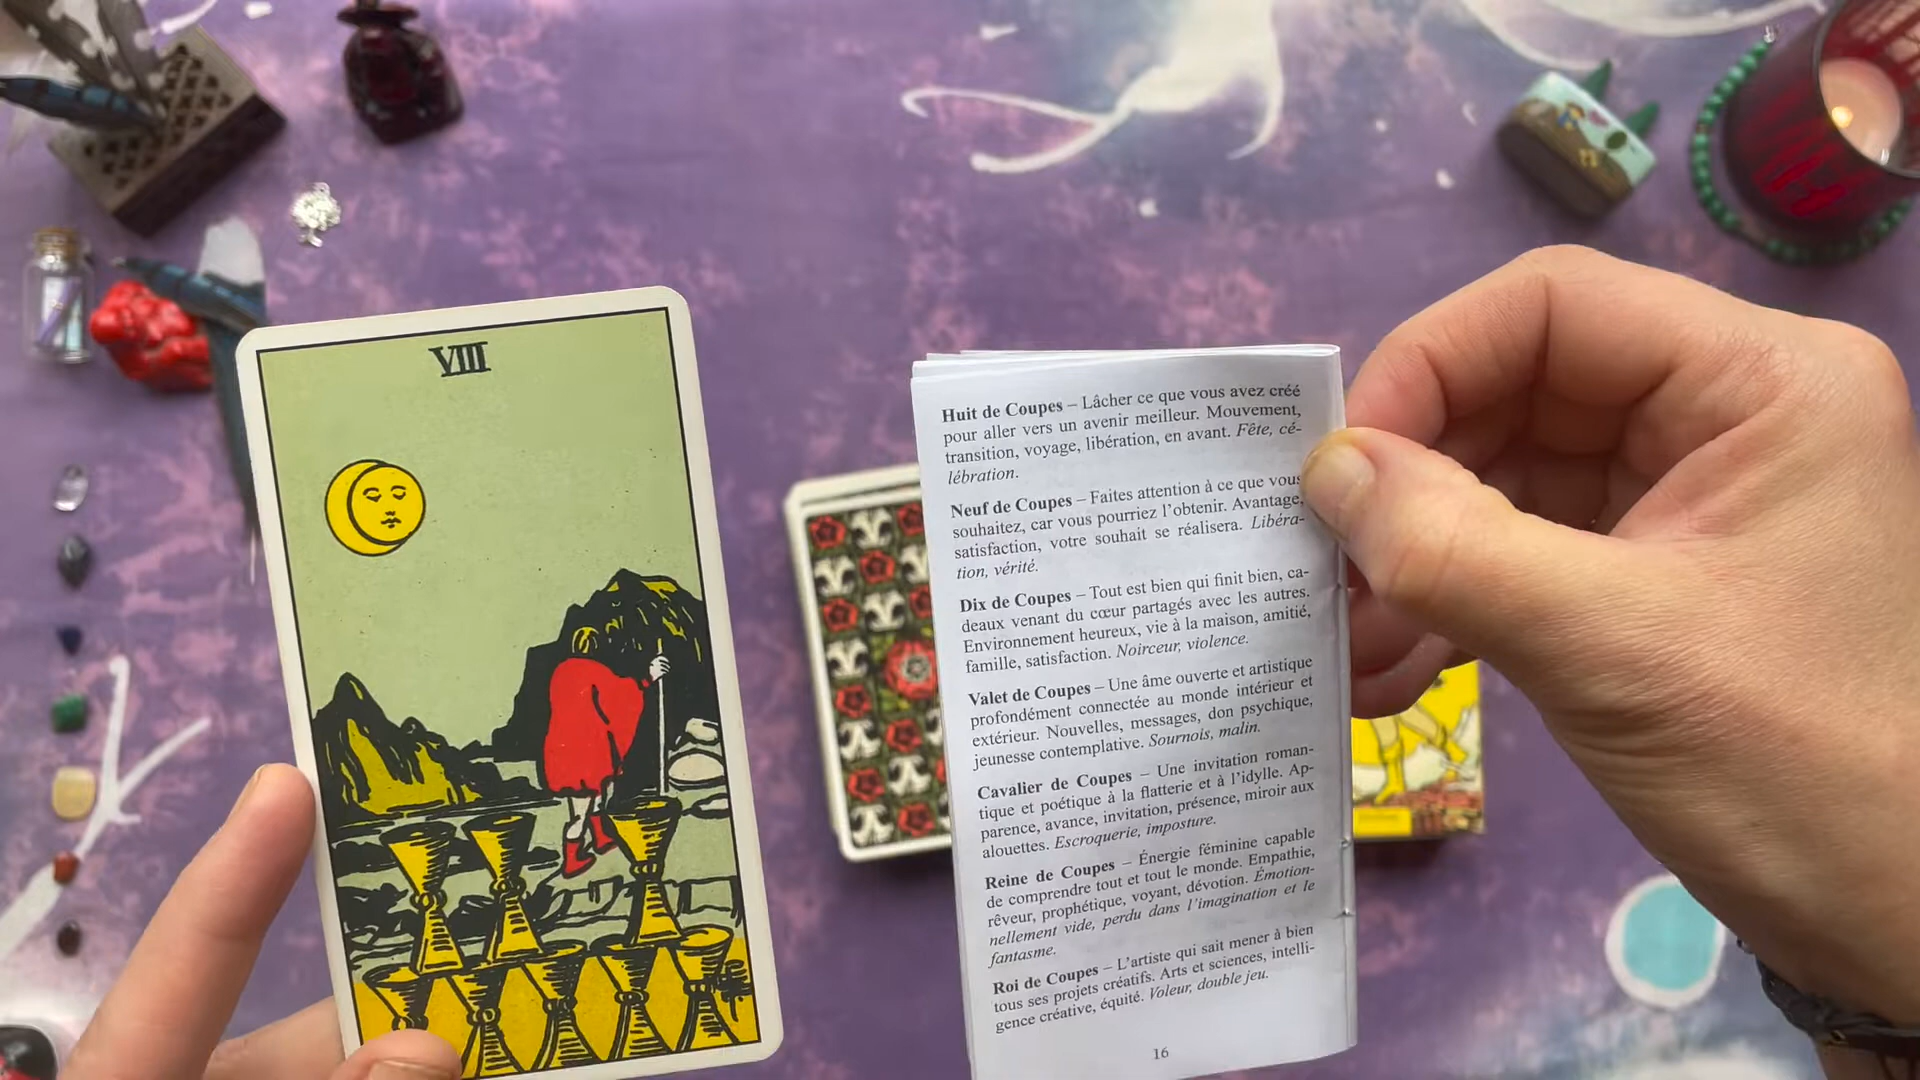 VIII
Huit de Coupes – Lâcher ce que vous avez créé
pour aller vers un avenir meilleur. Mouvement,
transition, voyage, libération, en avant. Fête, cé-
lébration.
Neuf de Coupes – Faites attention à ce que vous
souhaitez, car vous pourriez l'obtenir. Avantage,
satisfaction, votre souhait se réalisera. Libéra-
tion, vérité.
Dix de Coupes – Tout est bien qui finit bien, ca-
deaux venant du cœur partagés avec les autres.
Environnement heureux, vie à la maison, amitié,
famille, satisfaction. Noirceur, violence.
Valet de Coupes – Une âme ouverte et artistique
profondément connectée au monde intérieur et
extérieur. Nouvelles, messages, don psychique,
jeunesse contemplative. Sournois, malin.
Cavalier de Coupes – Une invitation roman-
tique et poétique à la flatterie et à l'idylle. Ap-
parence, avance, invitation, présence, miroir aux
alouettes. Escroquerie, imposture.
Reine de Coupes – Énergie féminine capable
de comprendre tout et tout le monde. Empathie,
rêveur, prophétique, voyant, dévotion. Émotion-
nellement vide, perdu dans l'imagination et le
fantasme.
Roi de Coupes – L'artiste qui sait mener à bien
tous ses projets créatifs. Arts et sciences, intelli-
gence créative, équité. Voleur, double jeu.
16